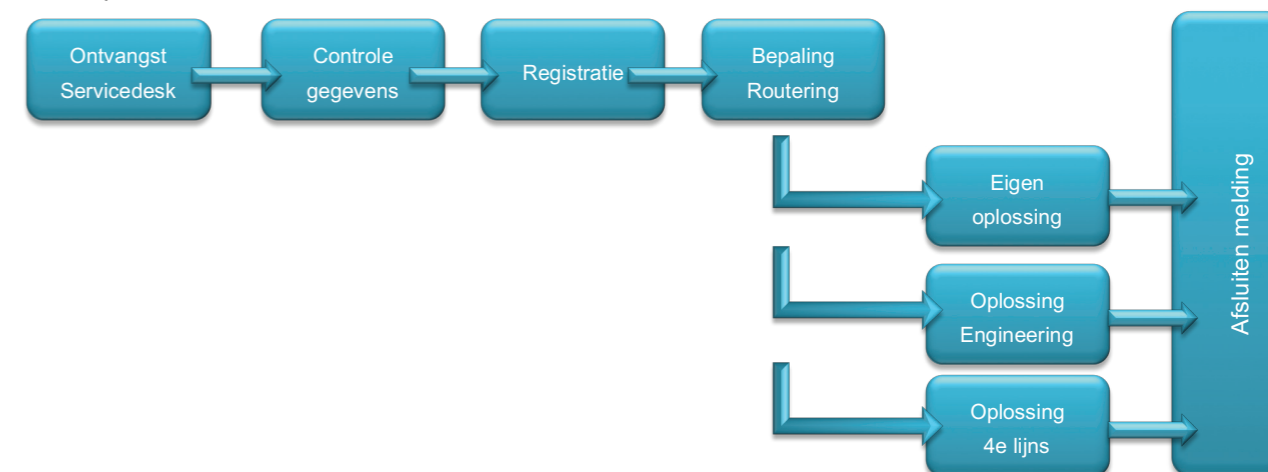 Ontvangst
Servicedesk
Controle
gegevens
Registratie
Bepaling
Routering
Eigen
oplossing
Oplossing
Engineering
Oplossing
4e lijns
Afsluiten melding